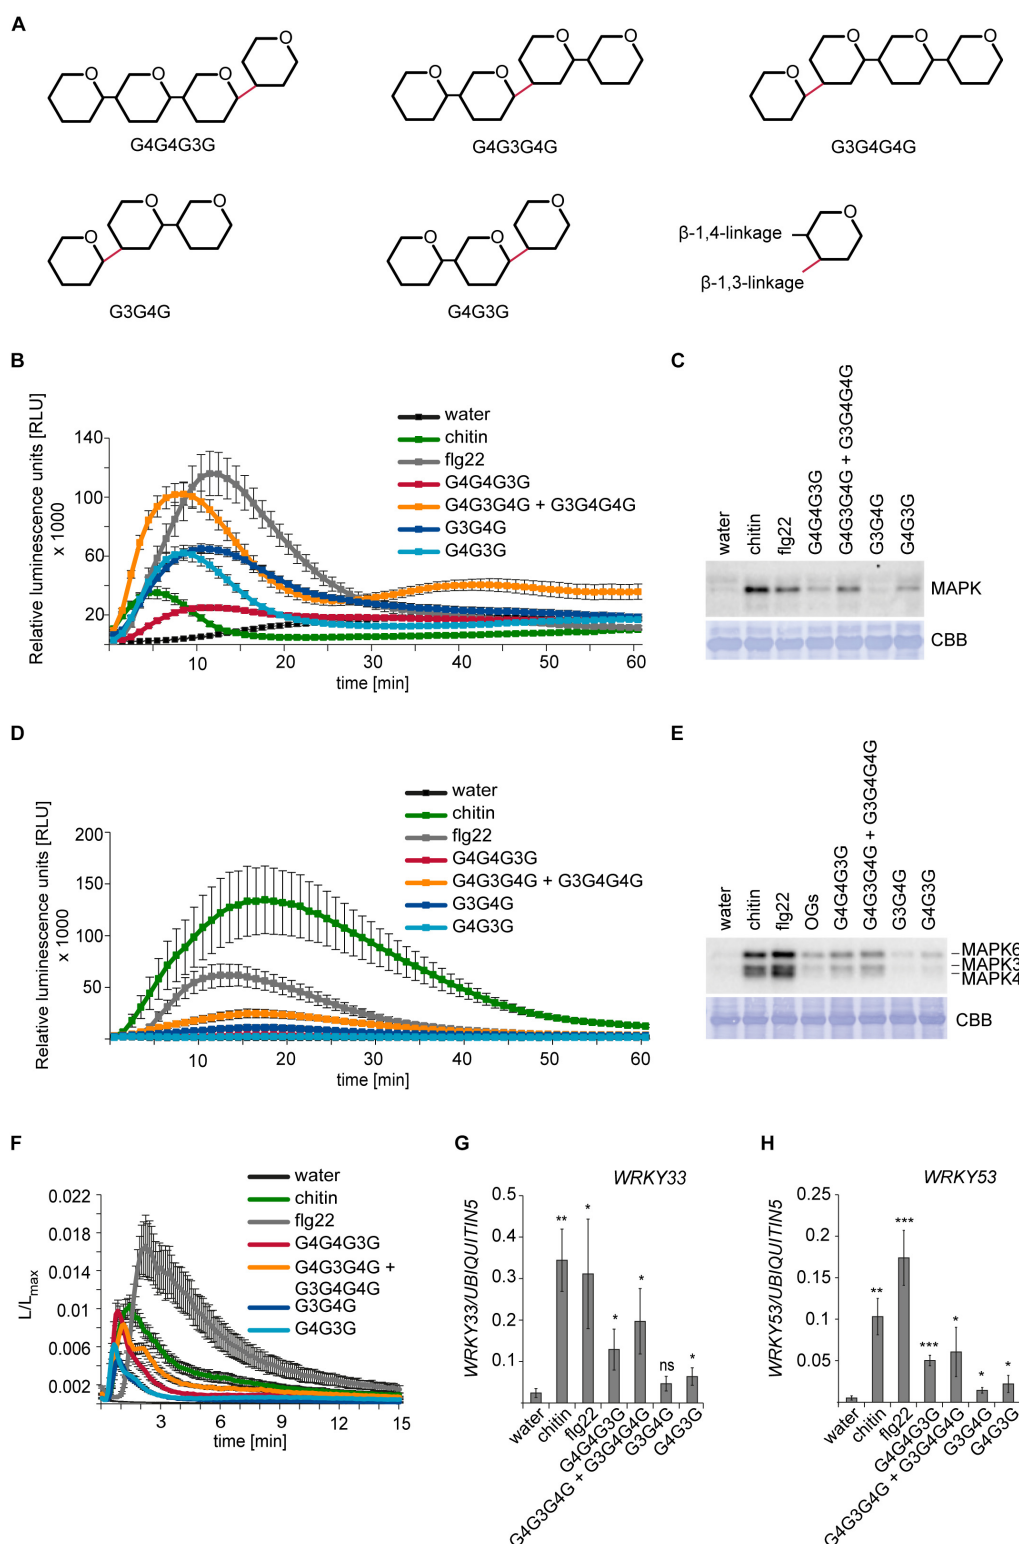 A
O
O
O
O
G4G4G3G
O
O
O
O
G4G3G4G
O
O
O
O
G3G4G4G
O
O
O
G3G4G
O
O
O
G4G3G
O
β-1,4-linkage
β-1,3-linkage
B
Relative luminescence units [RLU]
x 1000
140
100
60
20
10
20
30
40
50
60
time [min]
water
chitin
flg22
G4G4G3G
G4G3G4G + G3G4G4G
G3G4G
G4G3G
C
water
chitin
flg22
G4G4G3G
G4G3G4G + G3G4G4G
G3G4G
G4G3G
MAPK
CBB
D
Relative luminescence units [RLU]
x 1000
200
150
100
50
10
20
30
40
50
60
time [min]
water
chitin
flg22
G4G4G3G
G4G3G4G + G3G4G4G
G3G4G
G4G3G
E
water
chitin
flg22
OGs
G4G4G3G
G4G3G4G + G3G4G4G
G3G4G
G4G3G
MAPK6
MAPK3
MAPK4
CBB
F
L/Lmax
0.022
0.018
0.014
0.01
0.006
0.002
3
6
9
12
15
time [min]
water
chitin
flg22
G4G4G3G
G4G3G4G +
G3G4G4G
G3G4G
G4G3G
G
WRKY33
WRKY33/UBIQUITIN5
0.5
0.4
0.3
0.2
0.1
**
*
*
*
ns
*
water
chitin
flg22
G4G4G3G
G4G3G4G + G3G4G4G
G3G4G
G4G3G
H
WRKY53
WRKY53/UBIQUITIN5
0.25
0.2
0.15
0.1
0.05
**
***
***
*
*
*
water
chitin
flg22
G4G4G3G
G4G3G4G + G3G4G4G
G3G4G
G4G3G